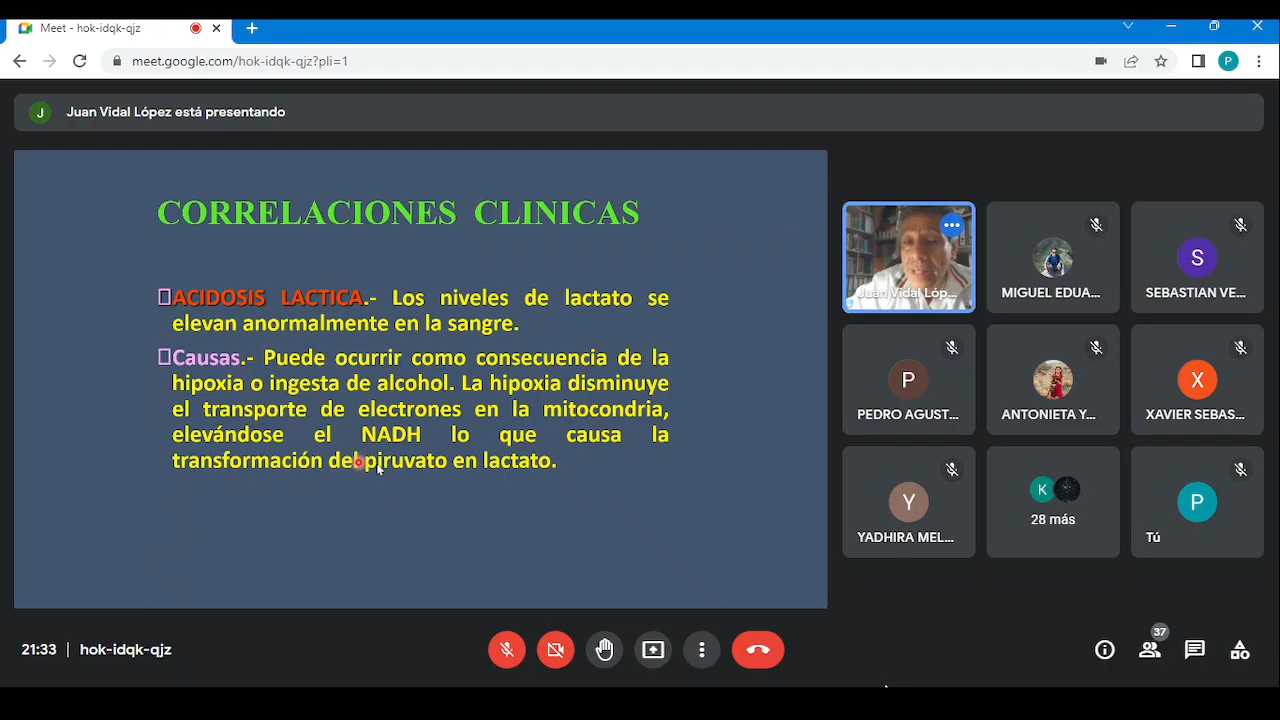 Meet - hok-idqk-qjz
meet.google.com/hok-idqk-qjz?pli=1
P
J
Juan Vidal López está presentando
CORRELACIONES CLINICAS
ACIDOSIS LACTICA.- Los niveles de lactato se
elevan anormalmente en la sangre.
Causas.- Puede ocurrir como consecuencia de la
hipoxia o ingesta de alcohol. La hipoxia disminuye
el transporte de electrones en la mitocondria,
elevándose el NADH lo que causa la
transformación del piruvato en lactato.
Juan Vidal Lóp...
MIGUEL EDUA...
S
SEBASTIAN VE...
P
PEDRO AGUST...
ANTONIETA Y...
X
XAVIER SEBAS...
Y
YADHIRA MEL...
K
28 más
P
Tú
21:33 | hok-idqk-qjz
37